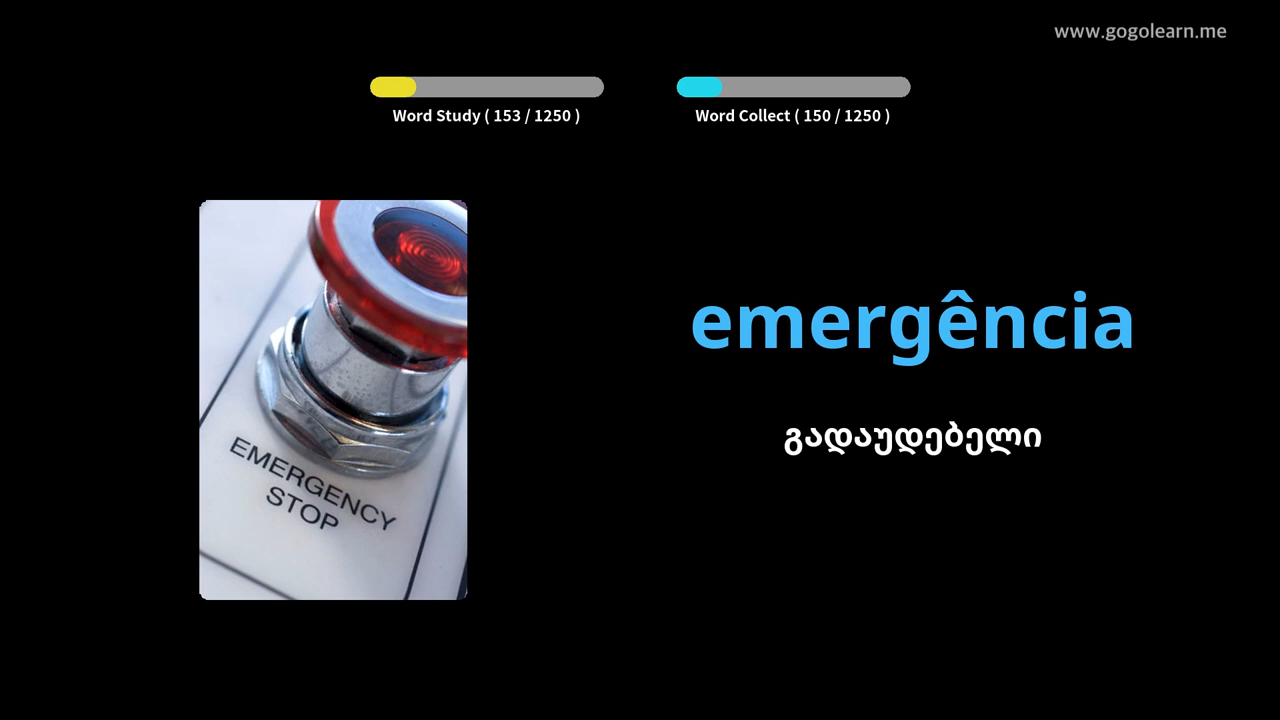 www.gogolearn.me
Word Study ( 153 / 1250 )
Word Collect ( 150 / 1250 )
EMERGENCY
STOP
emergência
გადაუდებელი